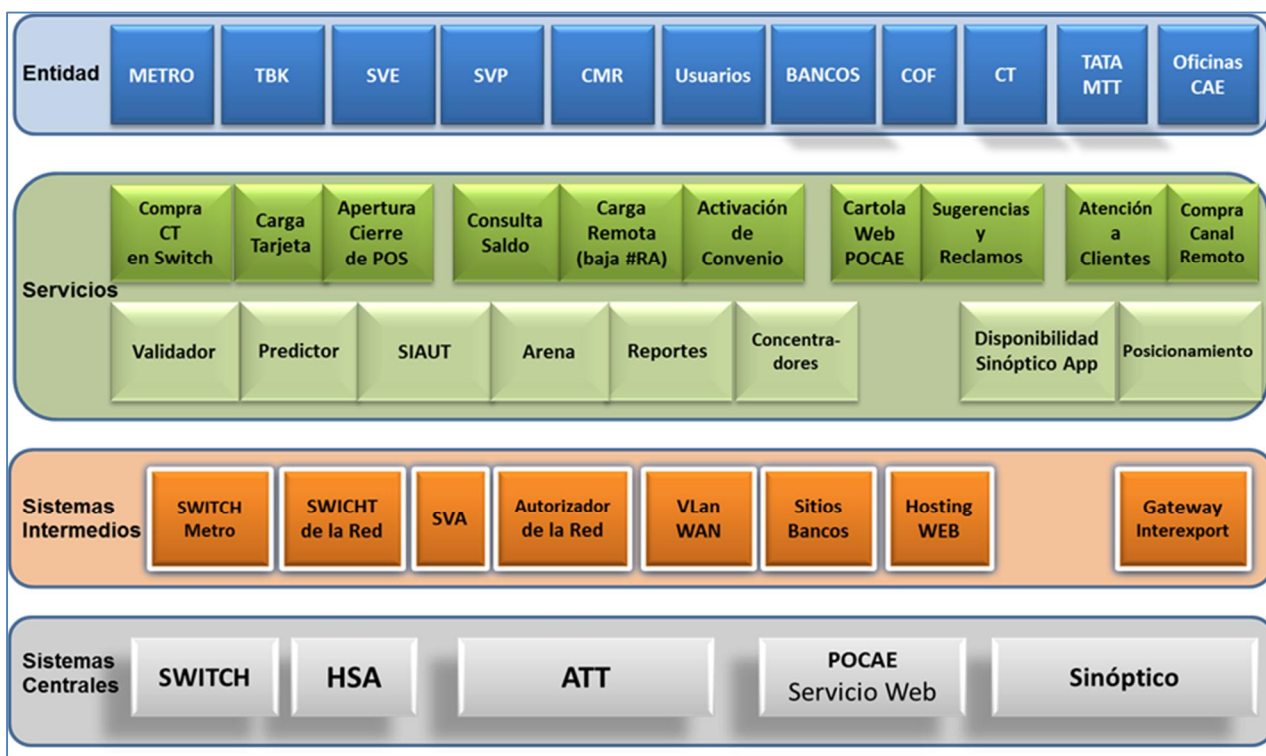 Entidad
METRO
TBK
SVE
SVP
CMR
Usuarios
BANCOS
COF
CT
TATA
MTT
Oficinas
CAE
Servicios
Compra
CT
en Switch
Carga
Tarjeta
Apertura
Cierre
de POS
Consulta
Saldo
Carga
Remota
(baja #RA)
Activación
de
Convenio
Cartola
Web
POCAE
Sugerencias
y
Reclamos
Atención
a
Clientes
Compra
Canal
Remoto
Validador
Predictor
SIAUT
Arena
Reportes
Concentra-
dores
Disponibilidad
Sinóptico App
Posicionamiento
Sistemas
Intermedios
SWITCH
Metro
SWICHT
de la Red
SVA
Autorizador
de la Red
VLan
WAN
Sitios
Bancos
Hosting
WEB
Gateway
Interexport
Sistemas
Centrales
SWITCH
HSA
ATT
POCAE
Servicio Web
Sinóptico